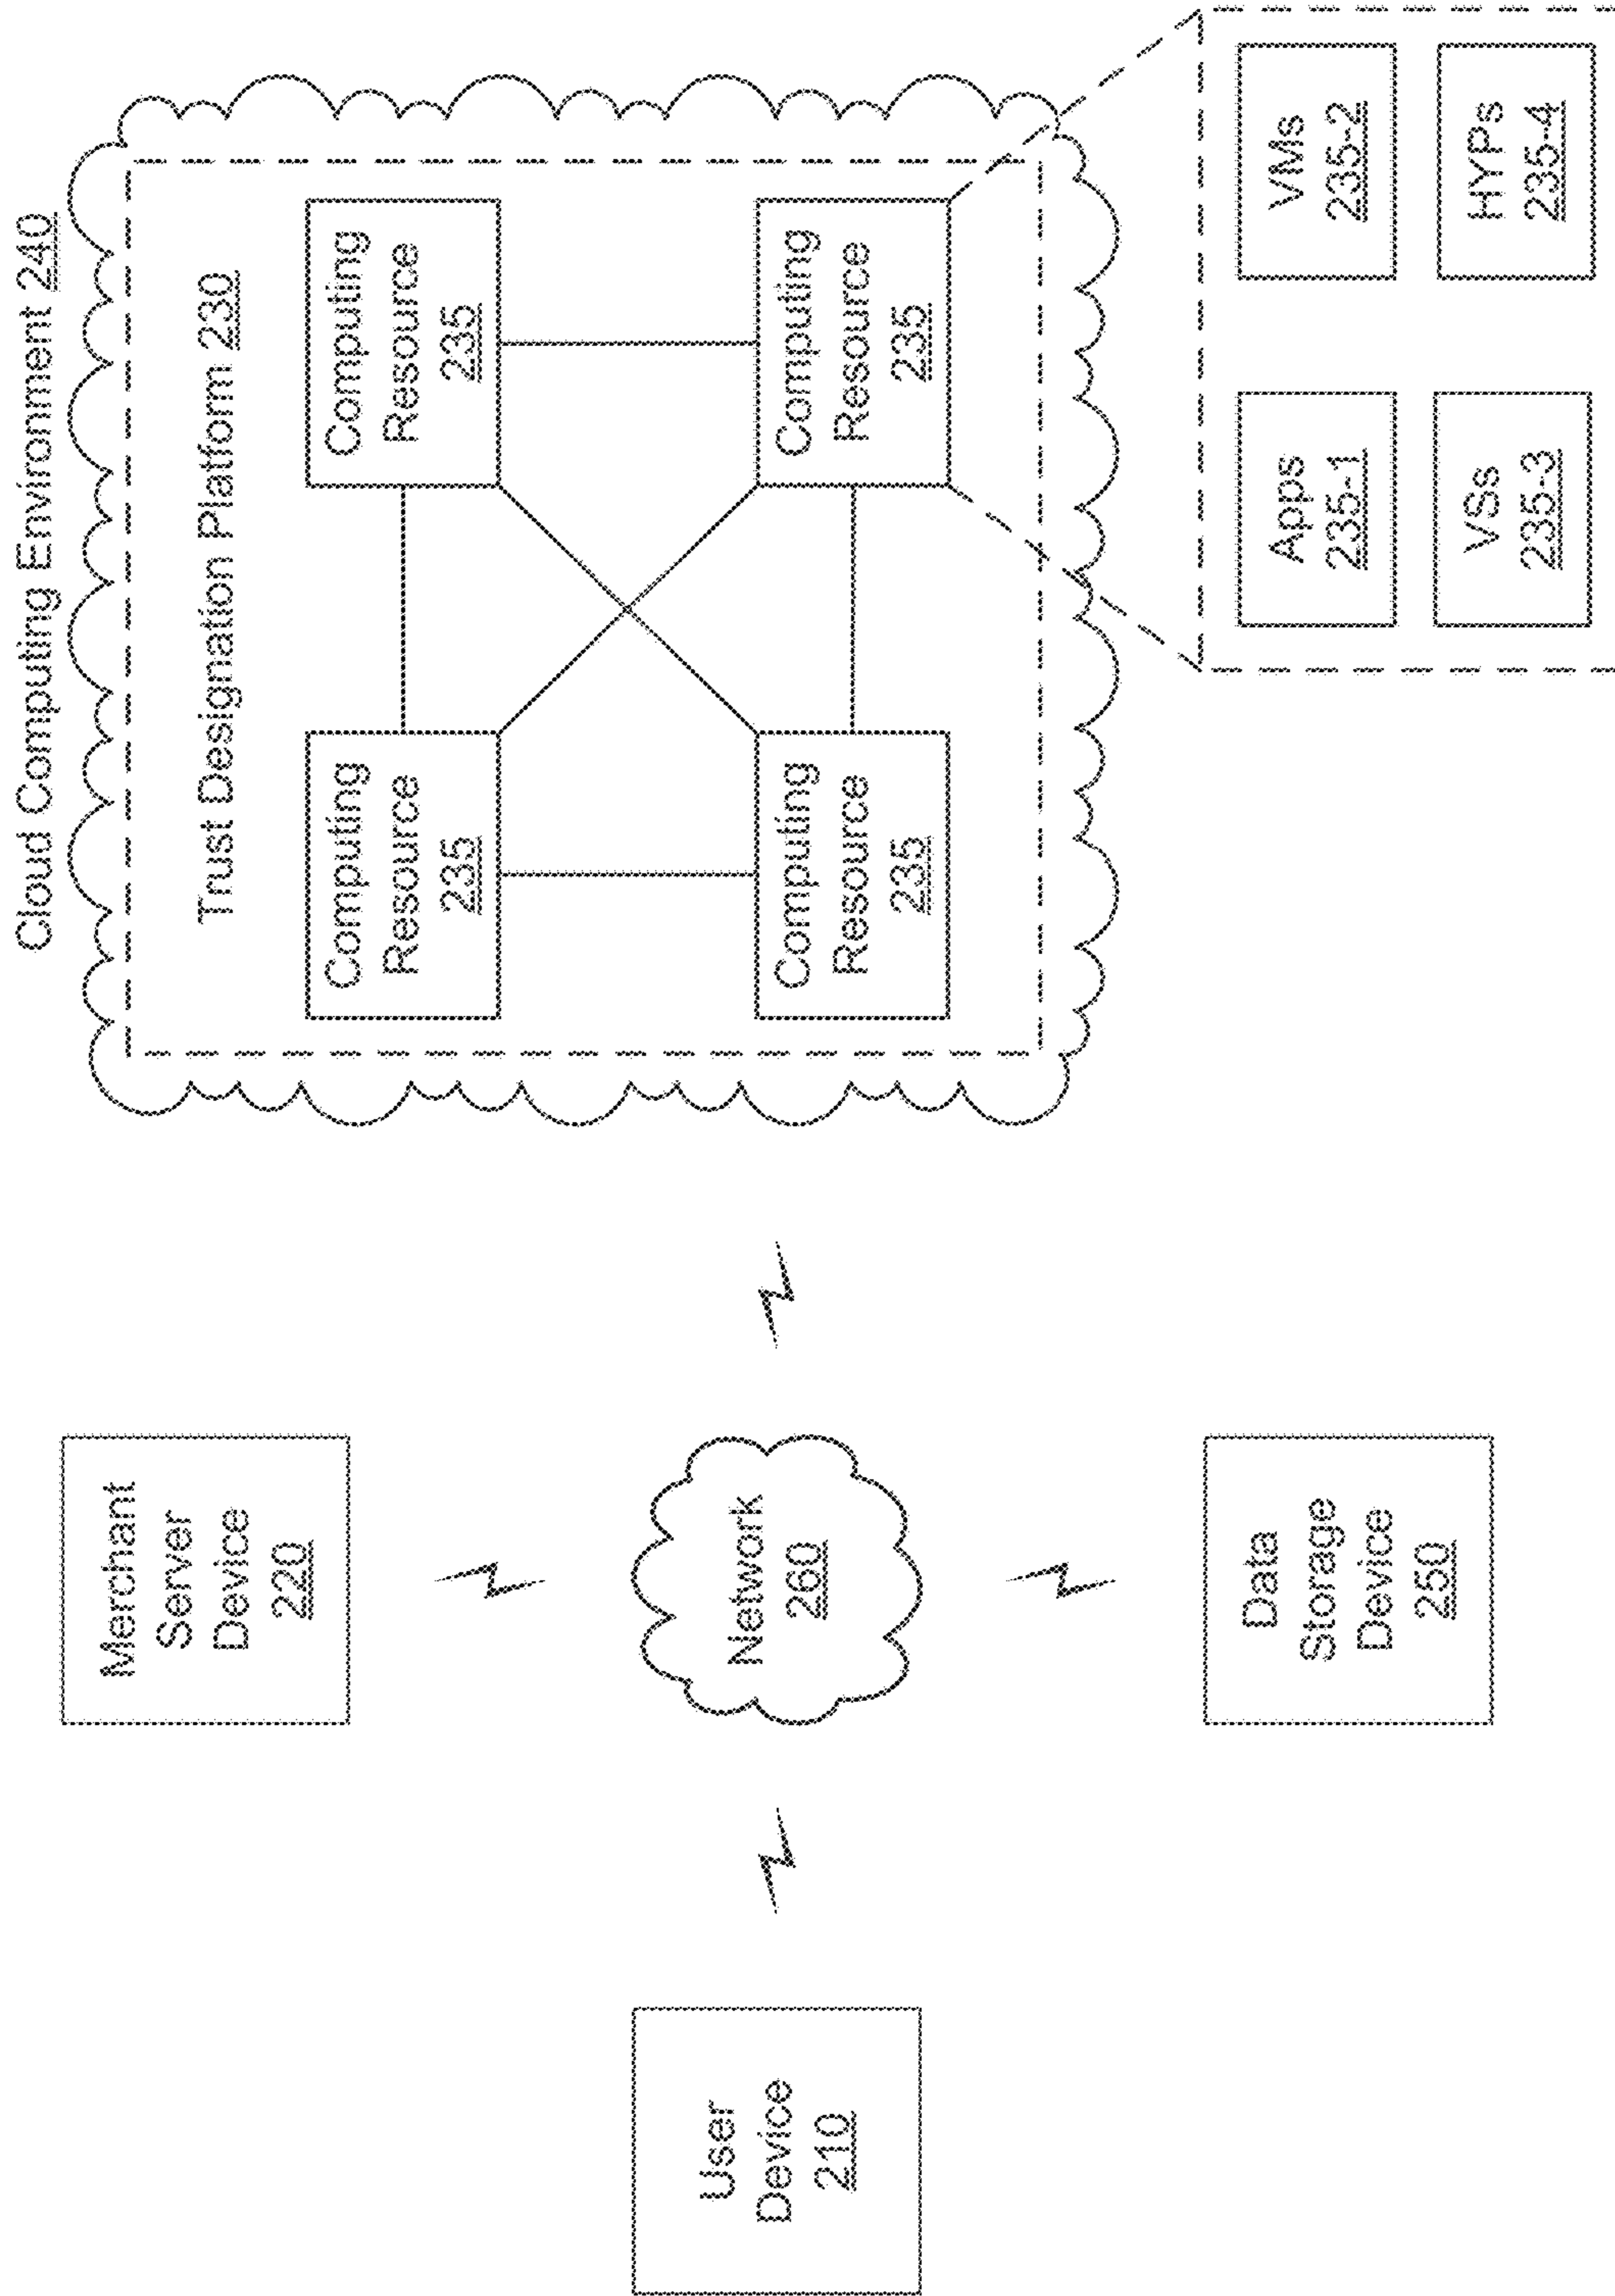 Cloud Computing Environment 240
Trust Designation Platform 230
Merchant
Server
Device
220
Computing
Resource
235
Computing
Resource
235
User
Device
210
Network
260
Computing
Resource
235
Computing
Resource
235
Data
Storage
Device
250
Apps
235-1
VMs
235-2
VSs
235-3
HYPs
235-4